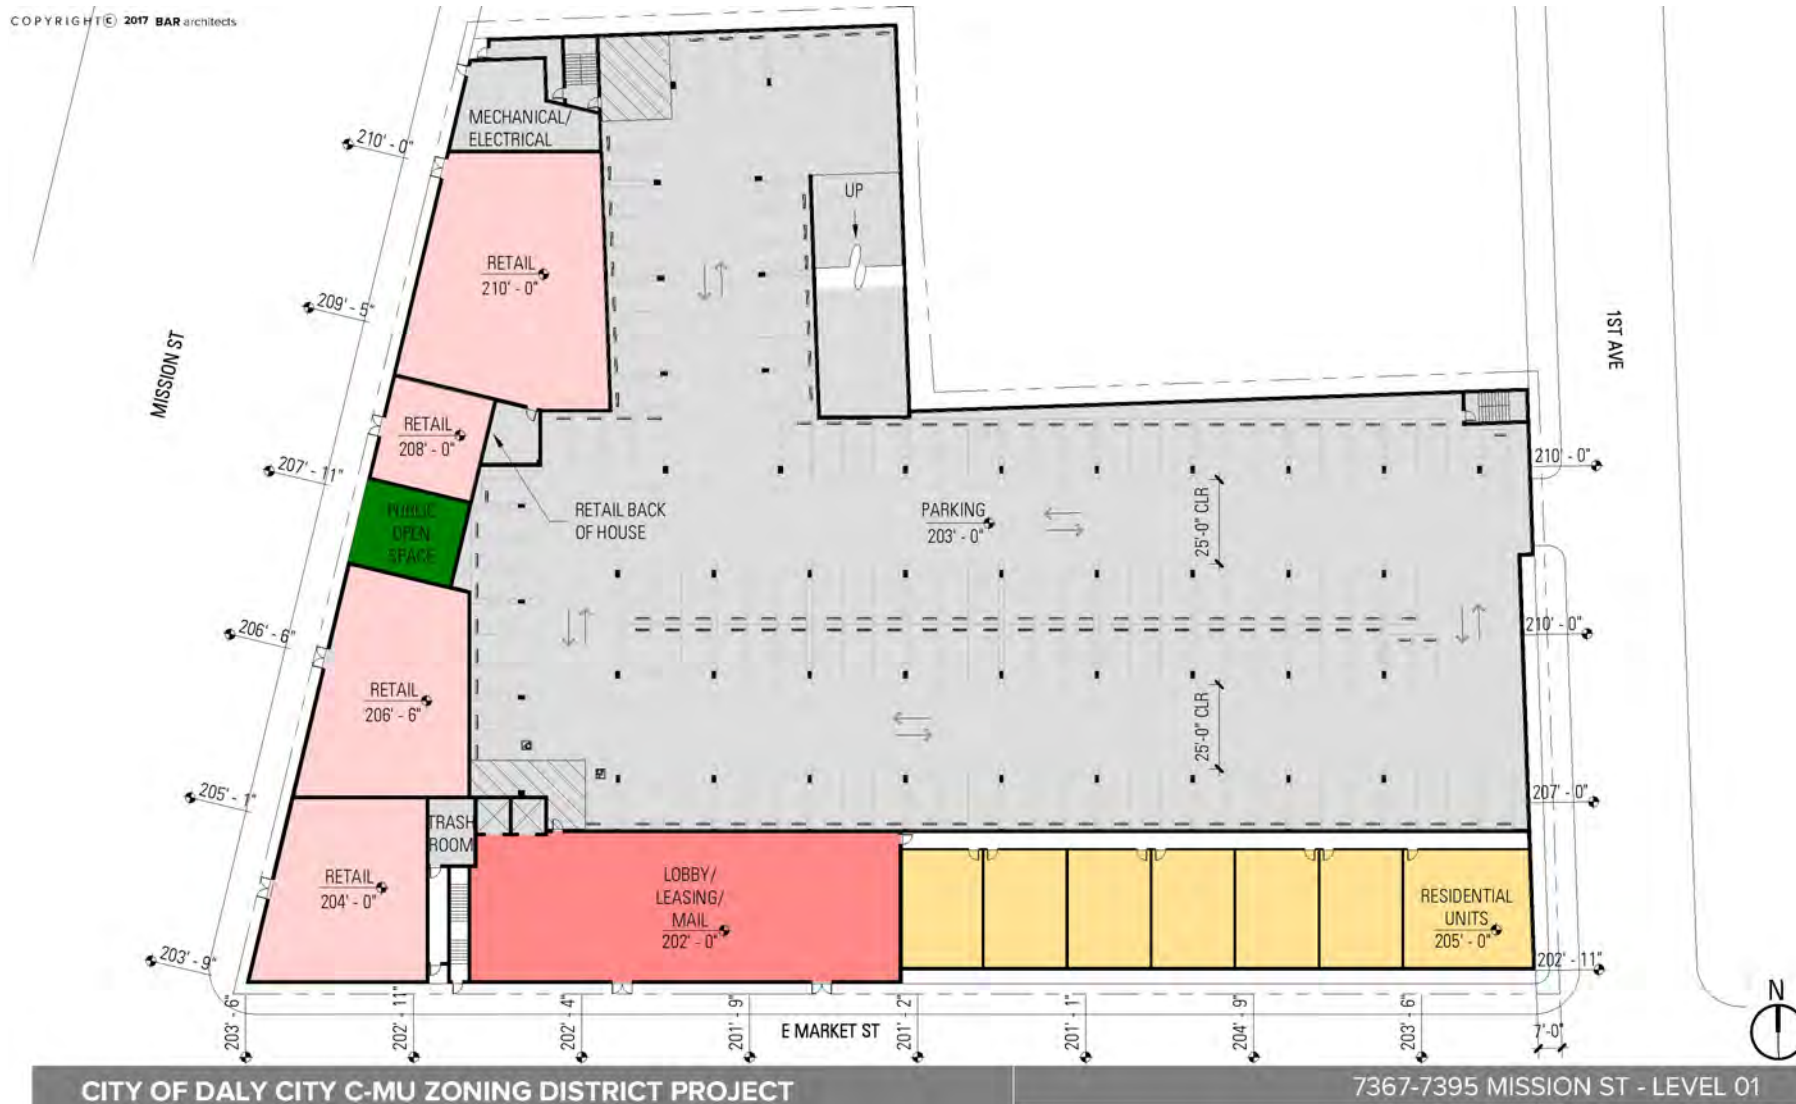 COPYRIGHT © 2017 BAR architects
MECHANICAL/
ELECTRICAL
210' - 0"
UP
RETAIL
210' - 0"
209' - 5"
MISSION ST
1ST AVE
RETAIL
208' - 0"
207' - 11"
210' - 0"
PUBLIC
OPEN
SPACE
RETAIL BACK
OF HOUSE
PARKING
203' - 0"
25'-0" CLR
206' - 6"
210' - 0"
RETAIL
206' - 6"
25'-0" CLR
205' - 1"
207' - 0"
TRASH
ROOM
RETAIL
204' - 0"
LOBBY/
LEASING/
MAIL
202' - 0"
RESIDENTIAL
UNITS
205' - 0"
203' - 9"
202' - 11"
203' - 6"
202' - 11"
202' - 4"
201' - 9"
E MARKET ST
201' - 2"
201' - 1"
204' - 9"
203' - 6"
7'-0"
N
CITY OF DALY CITY C-MU ZONING DISTRICT PROJECT
7367-7395 MISSION ST - LEVEL 01